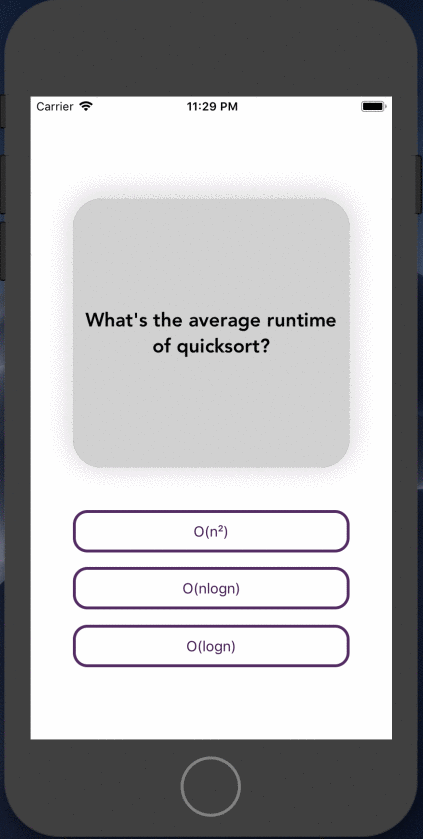 Carrier 11:29 PM
What's the average runtime
of quicksort?
O(n²)
O(nlogn)
O(logn)